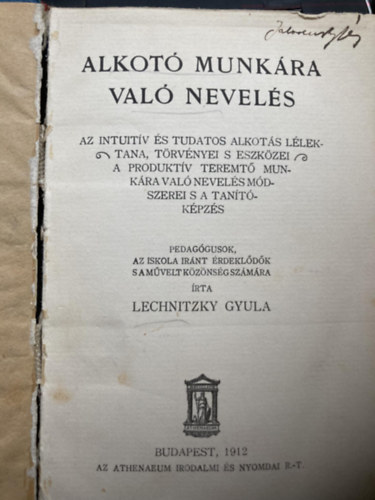 ALKOTÓ MUNKÁRA
VALÓ NEVELÉS
AZ INTUITÍV ÉS TUDATOS ALKOTÁS LÉLEK-
TANA, TÖRVÉNYEI S ESZKÖZEI
A PRODUKTÍV TEREMTŐ MUN-
KÁRA VALÓ NEVELÉS MÓD-
SZEREI S A TANÍTÓ-
KÉPZÉS
PEDAGÓGUSOK,
AZ ISKOLA IRÁNT ÉRDEKLŐDŐK
S A MŰVELT KÖZÖNSÉG SZÁMÁRA
ÍRTA
LECHNITZKY GYULA
BUDAPEST, 1912
AZ ATHENAEUM IRODALMI ÉS NYOMDAI R.-T.